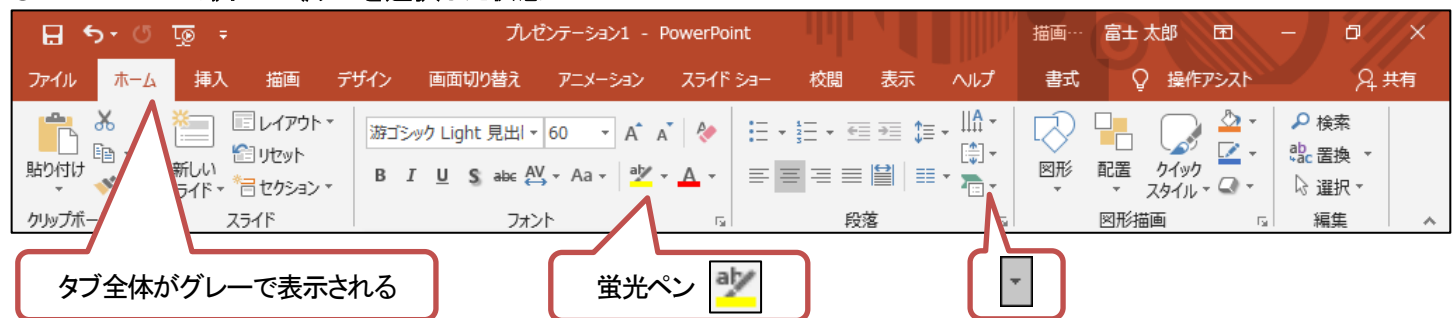 プレゼンテーション1 - PowerPoint
描画…
富士 太郎
ファイル ホーム 挿入 描画 デザイン 画面切り替え アニメーション スライド ショー 校閲 表示 ヘルプ 書式 操作アシスト 共有
貼り付け
新しい
ライド
レイアウト
リセット
セクション
游ゴシック Light 見出し 60 A A
B I U S abc AV Aa aby A
図形 配置 クイック
スタイル
検索
置換
選択
クリップボー スライド フォント 段落 図形描画 編集
タブ全体がグレーで表示される
蛍光ペン